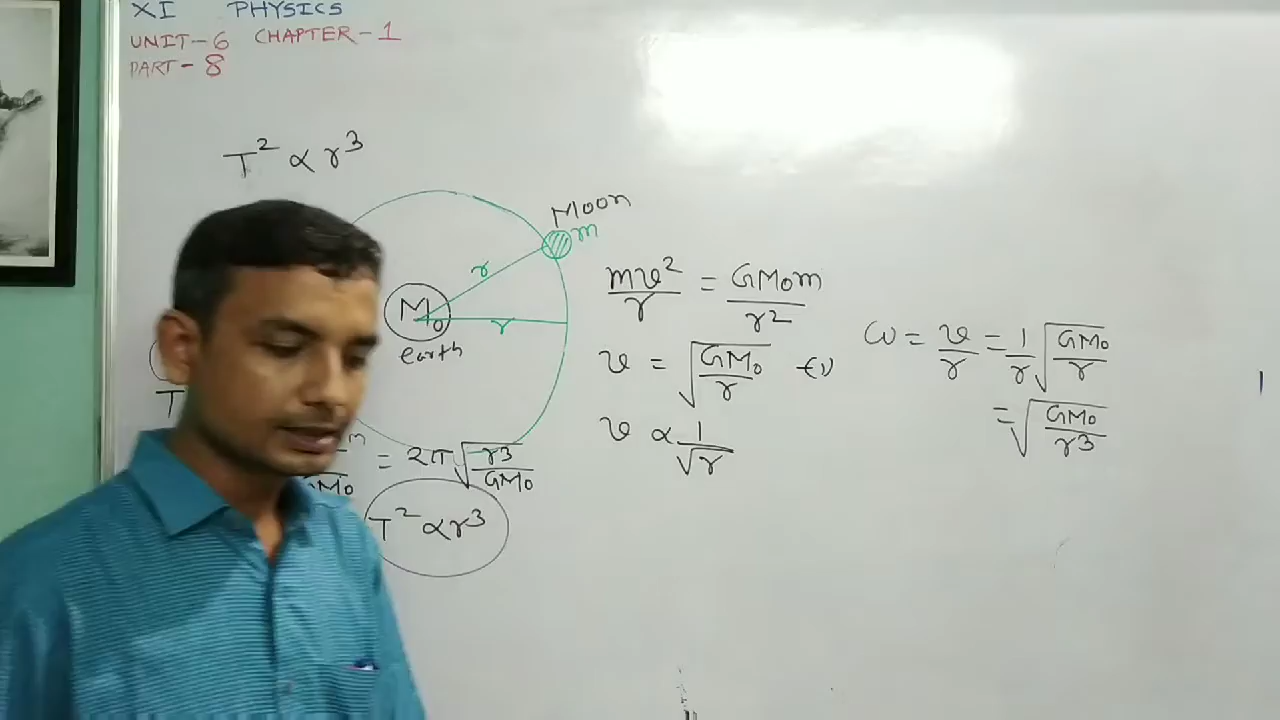 XI PHYSICS
UNIT-6 CHAPTER-1
PART-8
T² ∝ r³
Moon
m
r
M₀
r
earth
mv²/r = GM₀m/r²
v = √(GM₀/r) -(1)
v ∝ 1/√r
ω = v/r = 1/r √(GM₀/r)
= √(GM₀/r³)
T
= 2π√(r³/GM₀)
T² ∝ r³